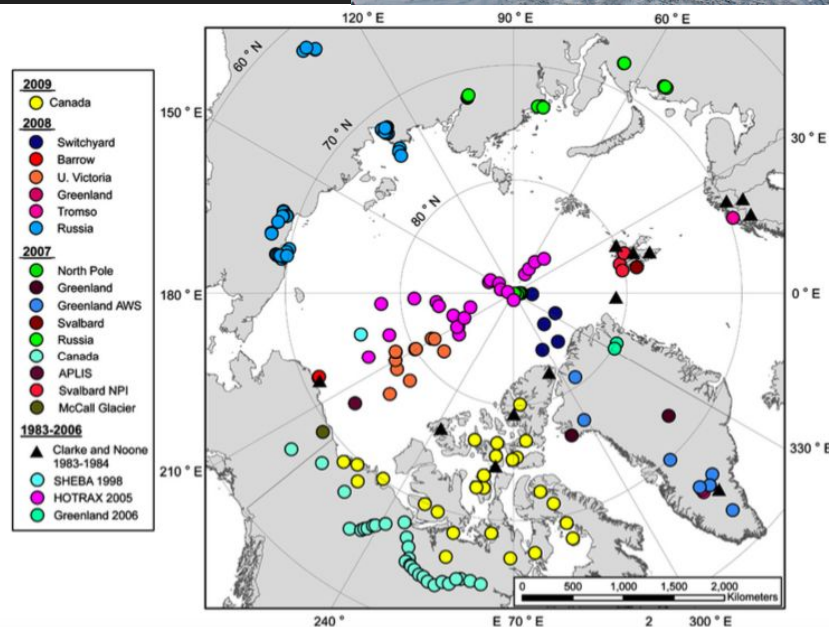 120 ° E
90 ° E
60 ° E
60 ° N
2009
Canada
2008
Switchyard
Barrow
U. Victoria
Greenland
Tromso
Russia
2007
North Pole
Greenland
Greenland AWS
Svalbard
Russia
Canada
APLIS
Svalbard NPI
McCall Glacier
1983-2006
Clarke and Noone
1983-1984
SHEBA 1998
HOTRAX 2005
Greenland 2006
150 ° E
30 ° E
70 ° N
80 ° N
180 ° E
0 ° E
210 ° E
330 ° E
0 500 1,000 1,500 2,000
Kilometers
240 °
E 70 ° E
2
300 ° E